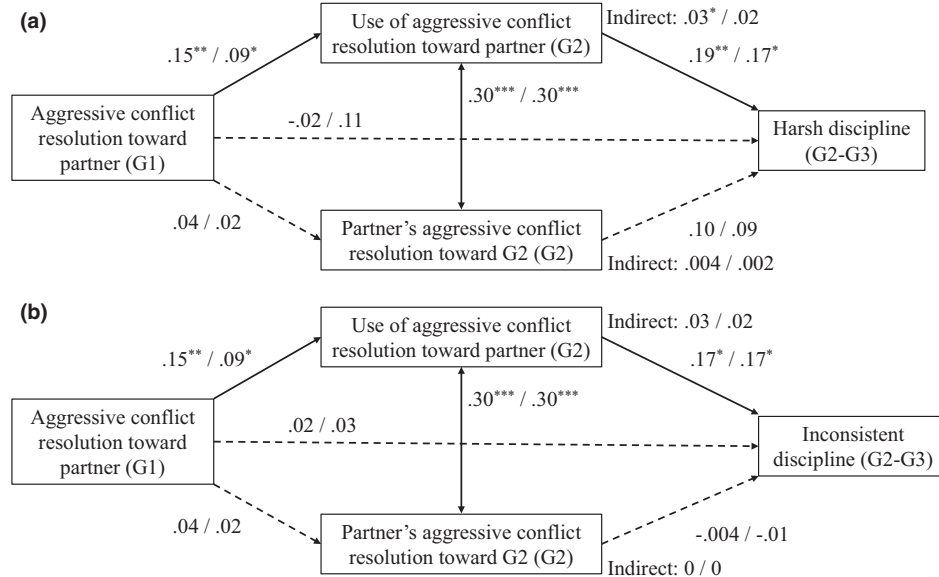 (a)
Use of aggressive conflict
resolution toward partner (G2)
Indirect: .03* / .02
.15** / .09*
.19** / .17*
.30*** / .30***
Aggressive conflict
resolution toward
partner (G1)
-.02 / .11
Harsh discipline
(G2-G3)
.04 / .02
Partner’s aggressive conflict
resolution toward G2 (G2)
.10 / .09
Indirect: .004 / .002
(b)
Use of aggressive conflict
resolution toward partner (G2)
Indirect: .03 / .02
.15** / .09*
.17* / .17*
.30*** / .30***
Aggressive conflict
resolution toward
partner (G1)
.02 / .03
Inconsistent
discipline (G2-G3)
.04 / .02
Partner’s aggressive conflict
resolution toward G2 (G2)
-.004 / -.01
Indirect: 0 / 0